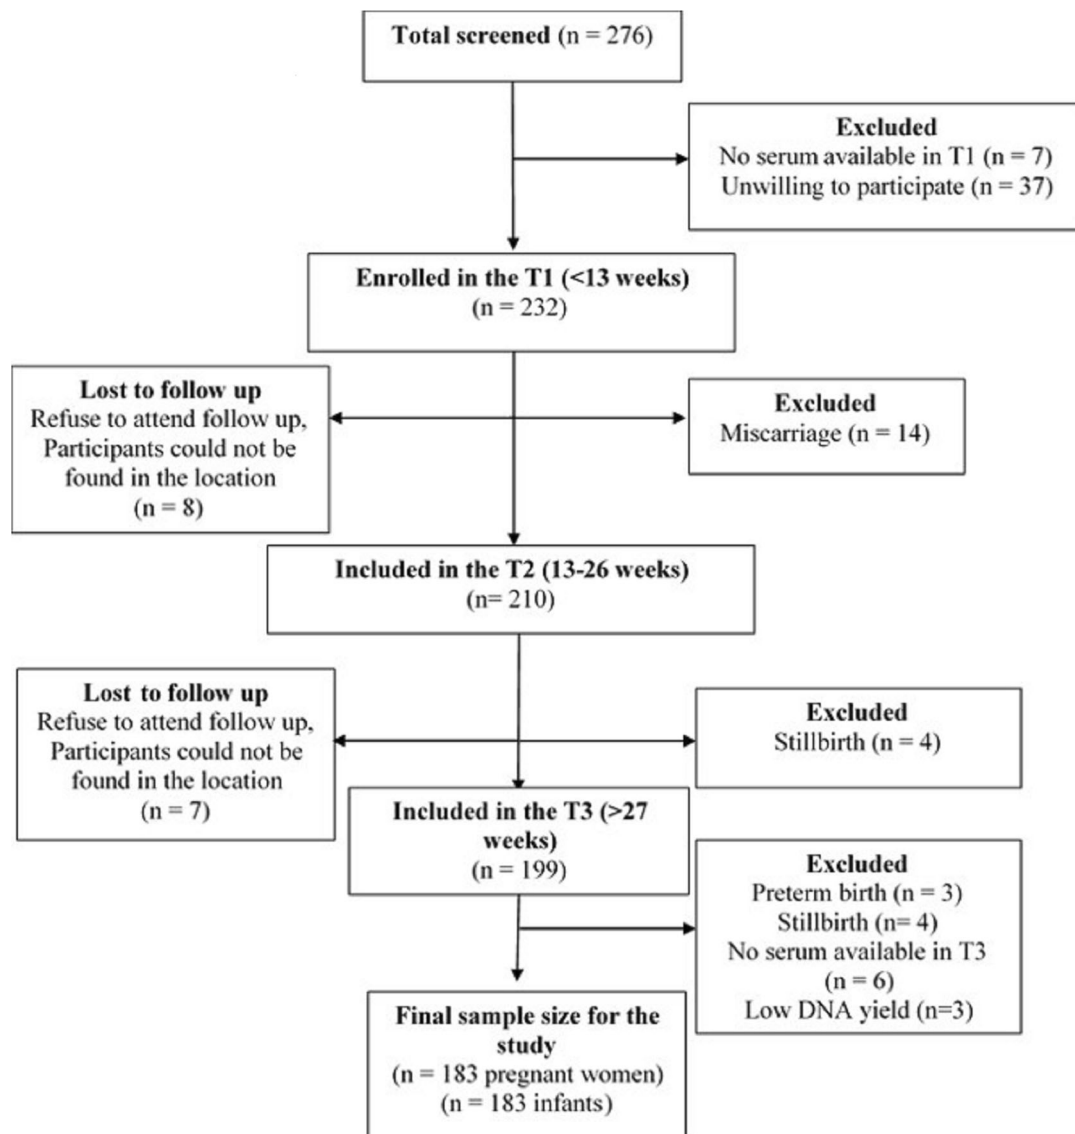 Total screened (n = 276)
Excluded
No serum available in T1 (n = 7)
Unwilling to participate (n = 37)
Enrolled in the T1 (<13 weeks)
(n = 232)
Lost to follow up
Refuse to attend follow up,
Participants could not be
found in the location
(n = 8)
Excluded
Miscarriage (n = 14)
Included in the T2 (13-26 weeks)
(n= 210)
Lost to follow up
Refuse to attend follow up,
Participants could not be
found in the location
(n = 7)
Excluded
Stillbirth (n = 4)
Included in the T3 (>27
weeks)
(n = 199)
Excluded
Preterm birth (n = 3)
Stillbirth (n= 4)
No serum available in T3
(n = 6)
Low DNA yield (n=3)
Final sample size for the
study
(n = 183 pregnant women)
(n = 183 infants)